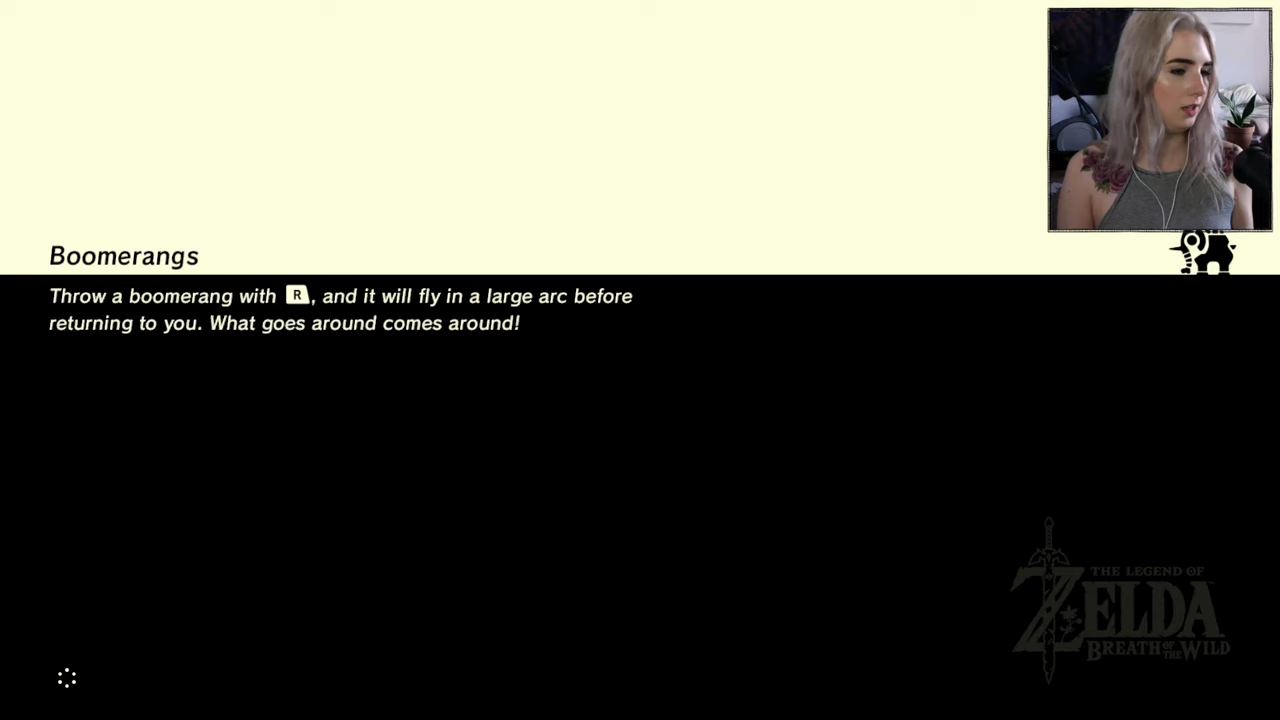 Boomerangs
Throw a boomerang with R, and it will fly in a large arc before
returning to you. What goes around comes around!
THE LEGEND OF
ZELDA
BREATH OF THE WILD